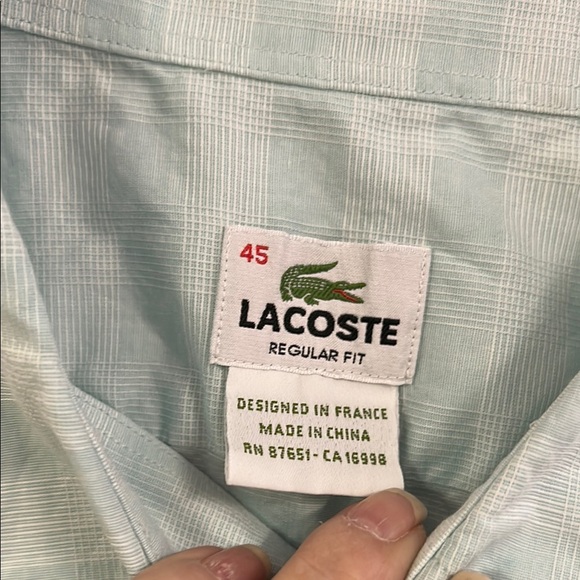 45
LACOSTE
REGULAR FIT
DESIGNED IN FRANCE
MADE IN CHINA
RN 87651 - CA 16998